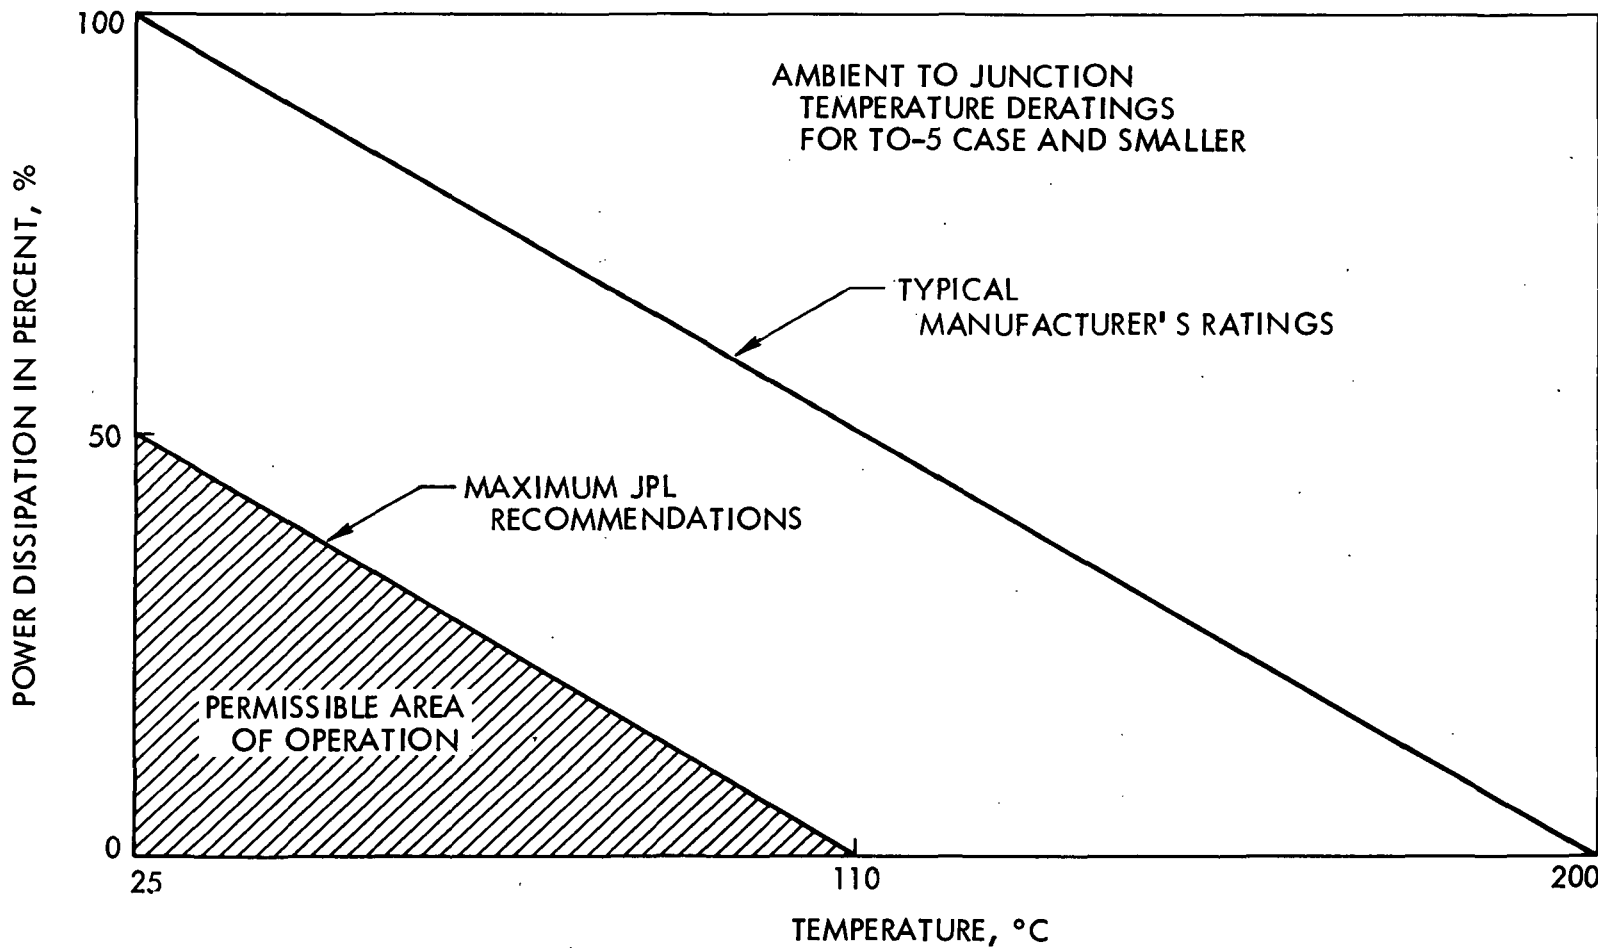 100
AMBIENT TO JUNCTION
TEMPERATURE DERATINGS
FOR TO-5 CASE AND SMALLER
POWER DISSIPATION IN PERCENT, %
TYPICAL
MANUFACTURER'S RATINGS
50
MAXIMUM JPL
RECOMMENDATIONS
PERMISSIBLE AREA
OF OPERATION
0
25
110
200
TEMPERATURE, °C